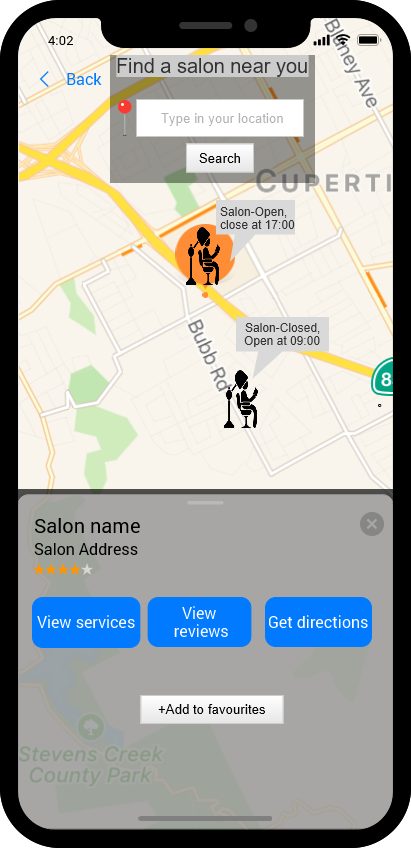 4:02
Blaney Ave
Back
Find a salon near you
Type in your location
Search
CUPERTI
Salon-Open,
close at 17:00
Salon-Closed,
Open at 09:00
Bubb Rd
8
Salon name
Salon Address
View services
View
reviews
Get directions
+Add to favourites
Stevens Creek
County Park